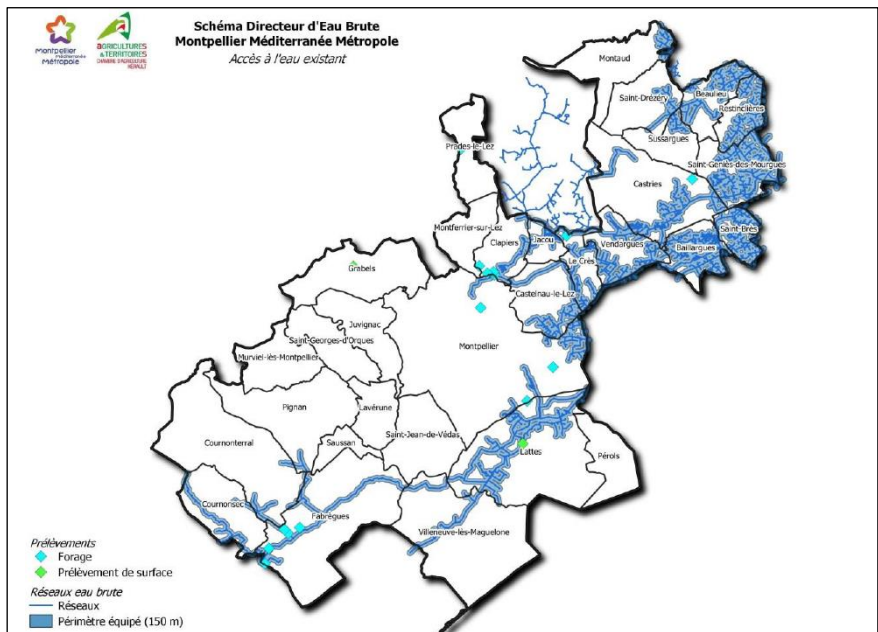 Montpellier
Méditerranée
Métropole
AGRICULTURES
& TERRITOIRES
CHAMBRE D'AGRICULTURE
HÉRAULT
Schéma Directeur d'Eau Brute
Montpellier Méditerranée Métropole
Accès à l'eau existant
Montaud
Saint-Drézéry
Beaulieu
Restinclières
Sussargues
Prades-le-Lez
Saint-Geniès-des-Mourgues
Castries
Montferrier-sur-Lez
Clapiers
Jacou
Vendargues
Saint-Brès
Baillargues
Le Crès
Grabels
Castelnau-le-Lez
Juvignac
Saint-Georges-d'Orques
Montpellier
Murviel-lès-Montpellier
Pignan
Lavérune
Saint-Jean-de-Védas
Cournonterral
Saussan
Lattes
Pérols
Cournonsec
Fabrègues
Villeneuve-lès-Maguelone
Prélèvements
Forage
Prélèvement de surface
Réseaux eau brute
Réseaux
Périmètre équipé (150 m)